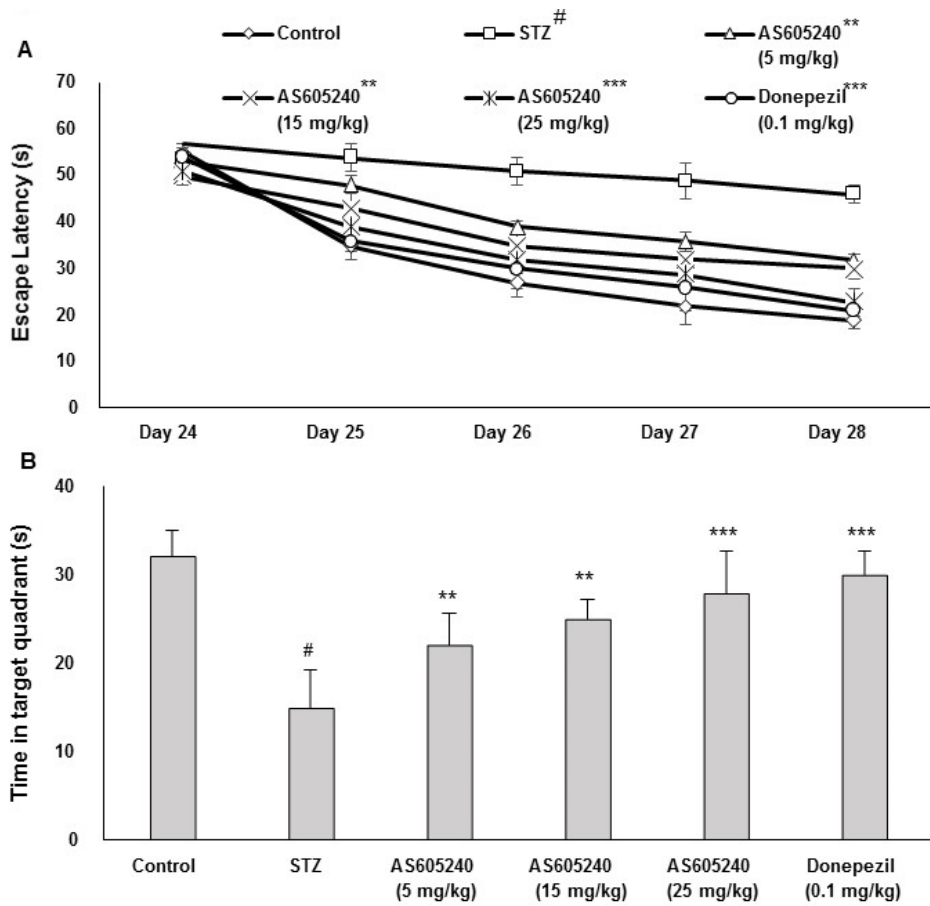 A
Control
STZ#
AS605240**
(5 mg/kg)
AS605240**
(15 mg/kg)
AS605240***
(25 mg/kg)
Donepezil***
(0.1 mg/kg)
Escape Latency (s)
70
60
50
40
30
20
10
0
Day 24 Day 25 Day 26 Day 27 Day 28
B
Time in target quadrant (s)
40
30
20
10
0
# ** ** *** ***
Control STZ AS605240 AS605240 AS605240 Donepezil
(5 mg/kg) (15 mg/kg) (25 mg/kg) (0.1 mg/kg)